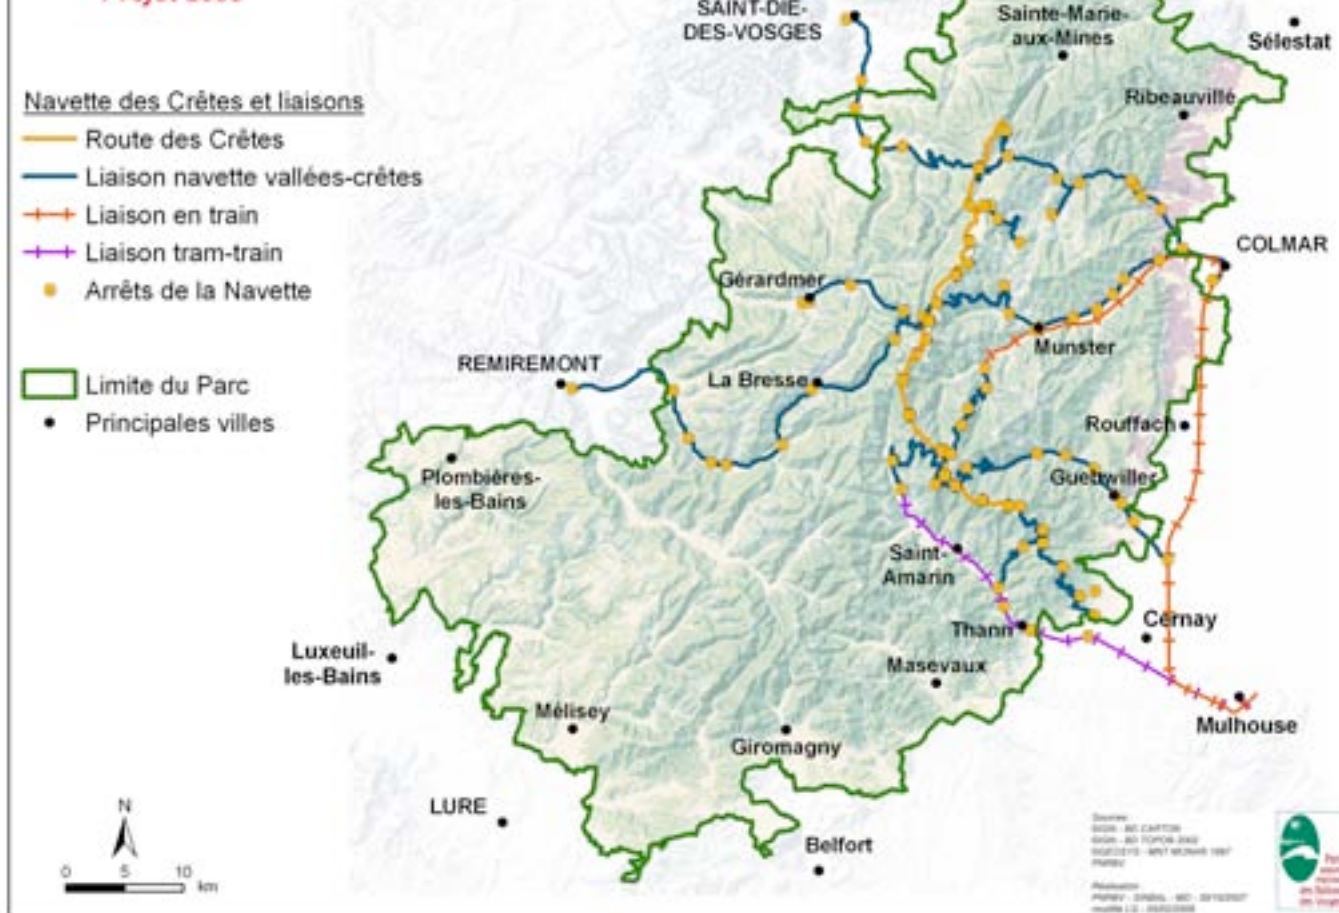 SAINT-DIE-
DES-VOSGES
Sainte-Marie-
aux-Mines
Sélestat
Navette des Crêtes et liaisons
Route des Crêtes
Liaison navette vallées-crêtes
Liaison en train
Liaison tram-train
Arrêts de la Navette
Limite du Parc
Principales villes
Ribeauvillé
COLMAR
Gérardmer
Munster
REMIREMONT
La Bresse
Rouffach
Plombières-
les-Bains
Guebwiller
Saint-
Amarin
Thann
Cernay
Luxeuil-
les-Bains
Masevaux
Mélisey
Giromagny
Mulhouse
LURE
Belfort
N
0 5 10
km